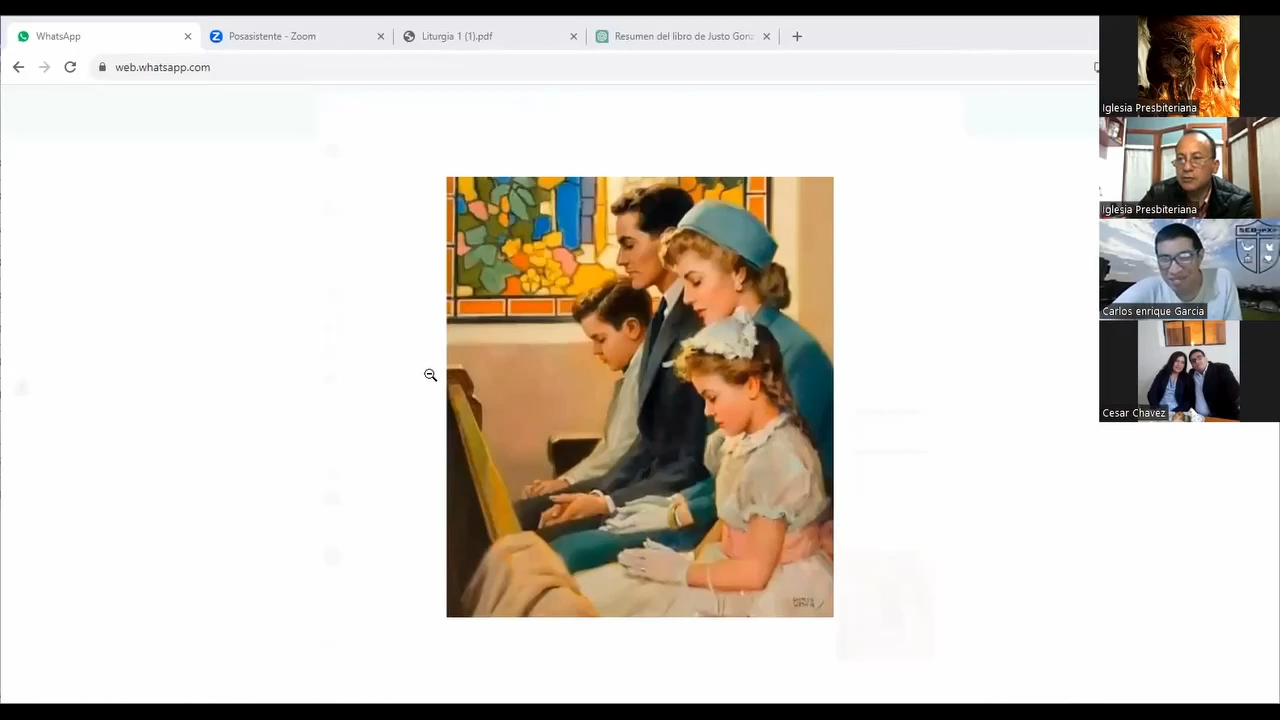 WhatsApp
Posasistente - Zoom
Liturgia 1 (1).pdf
Resumen del libro de Justo Gonz
web.whatsapp.com
Iglesia Presbiteriana
Iglesia Presbiteriana
Carlos enrique Garcia
Cesar Chavez